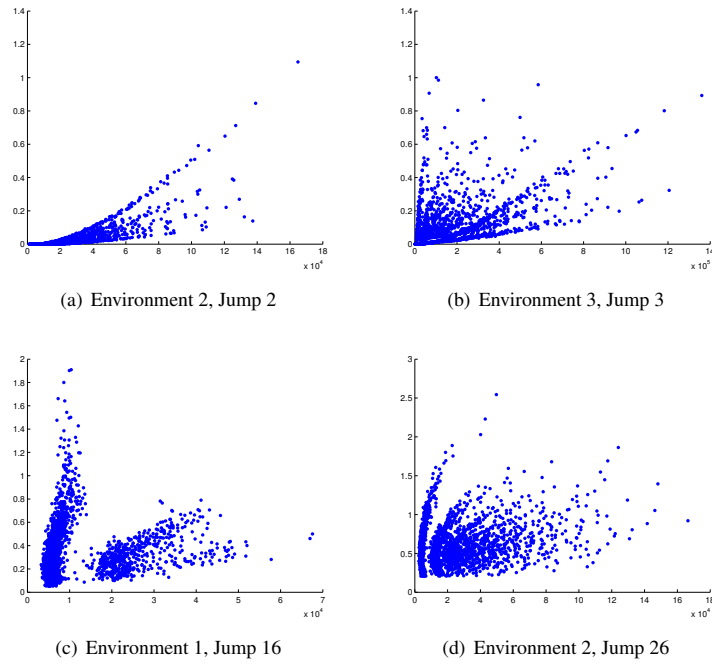 1.4
1.2
1
0.8
0.6
0.4
0.2
0
0 2 4 6 8 10 12 14 16 18
x 10^4
(a) Environment 2, Jump 2
1.4
1.2
1
0.8
0.6
0.4
0.2
0
0 2 4 6 8 10 12 14
x 10^5
(b) Environment 3, Jump 3
2
1.8
1.6
1.4
1.2
1
0.8
0.6
0.4
0.2
0
0 1 2 3 4 5 6 7
x 10^4
(c) Environment 1, Jump 16
3
2.5
2
1.5
1
0.5
0
0 2 4 6 8 10 12 14 16 18
x 10^4
(d) Environment 2, Jump 26